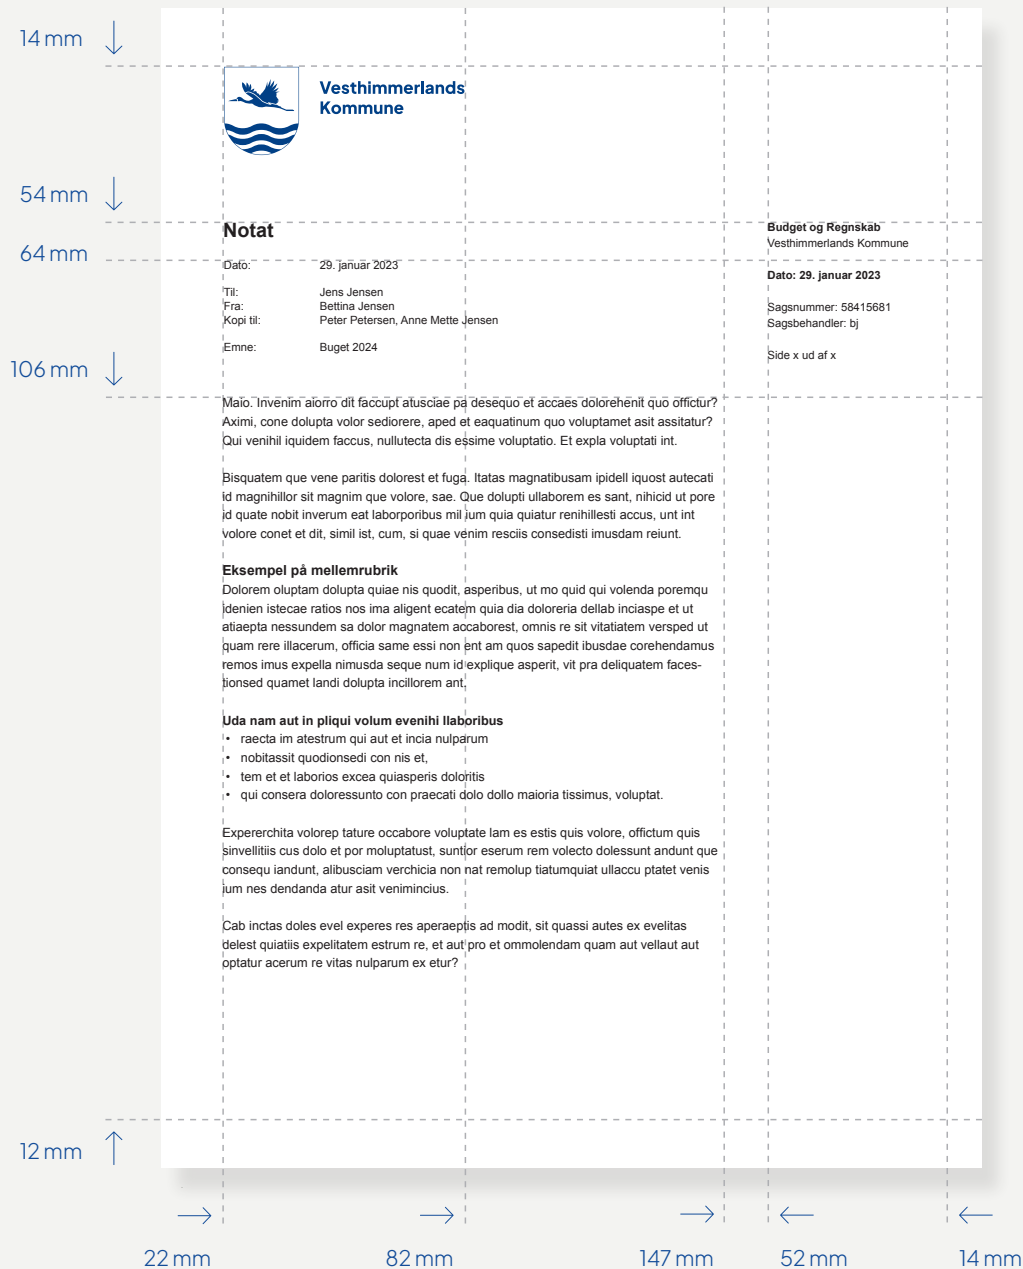 14 mm
Vesthimmerlands
Kommune
54 mm
Notat
Budget og Regnskab
Vesthimmerlands Kommune
64 mm
Dato: 29. januar 2023
Dato: 29. januar 2023
Til: Jens Jensen
Fra: Bettina Jensen
Kopi til: Peter Petersen, Anne Mette Jensen
Sagsnummer: 58415681
Sagsbehandler: bj
Emne: Buget 2024
Side x ud af x
106 mm
Maio. Invenim aiorro dit faccupt atusciae pa desequo et accaes dolorehenit quo offictur?
Aximi, cone dolupta volor sediorere, aped et eaquatinum quo voluptamet asit assitatur?
Qui venihil iquidem faccus, nullutecta dis essime voluptatio. Et expla voluptati int.
Bisquatem que vene paritis dolorest et fuga. Itatas magnatibusam ipidell iquost autecati
id magnihillor sit magnim que volore, sae. Que dolupti ullaborem es sant, nihicid ut pore
id quate nobit inverum eat laborporibus mil ium quia quiatur renihillesti accus, unt int
volore conet et dit, simil ist, cum, si quae venim resciis consedisti imusdam reiunt.
Eksempel på mellemrubrik
Dolorem oluptam dolupta quiae nis quodit, asperibus, ut mo quid qui volenda poremqu
idenien istecae ratios nos ima aligent ecatem quia dia doloreria dellab inciaspe et ut
atiaepta nessundem sa dolor magnatem accaborest, omnis re sit vitatiatem versped ut
quam rere illacerum, officia same essi non ent am quos sapedit ibusdae corehendamus
remos imus expella nimusda seque num id explique asperit, vit pra deliquatem faces-
tionsed quamet landi dolupta incillorem ant.
Uda nam aut in pliqui volum evenihi llaboribus
• raecta im atestrum qui aut et incia nulparum
• nobitassit quodionsedi con nis et,
• tem et et laborios excea quiasperis doloritis
• qui consera doloressunto con praecati dolo dollo maioria tissimus, voluptat.
Expererchita volorep tature occabore voluptate lam es estis quis volore, offictum quis
sinvellitiis cus dolo et por moluptatust, suntior eserum rem volecto dolessunt andunt que
consequ iandunt, alibusciam verchicia non nat remolup tiatumquiat ullaccu ptatet venis
ium nes dendanda atur asit venimincius.
Cab inctas doles evel experes res aperaeptis ad modit, sit quassi autes ex evelitas
delest quiatiis expelitatem estrum re, et aut pro et ommolendam quam aut vellaut aut
optatur acerum re vitas nulparum ex etur?
12 mm
22 mm 82 mm 147 mm 52 mm 14 mm